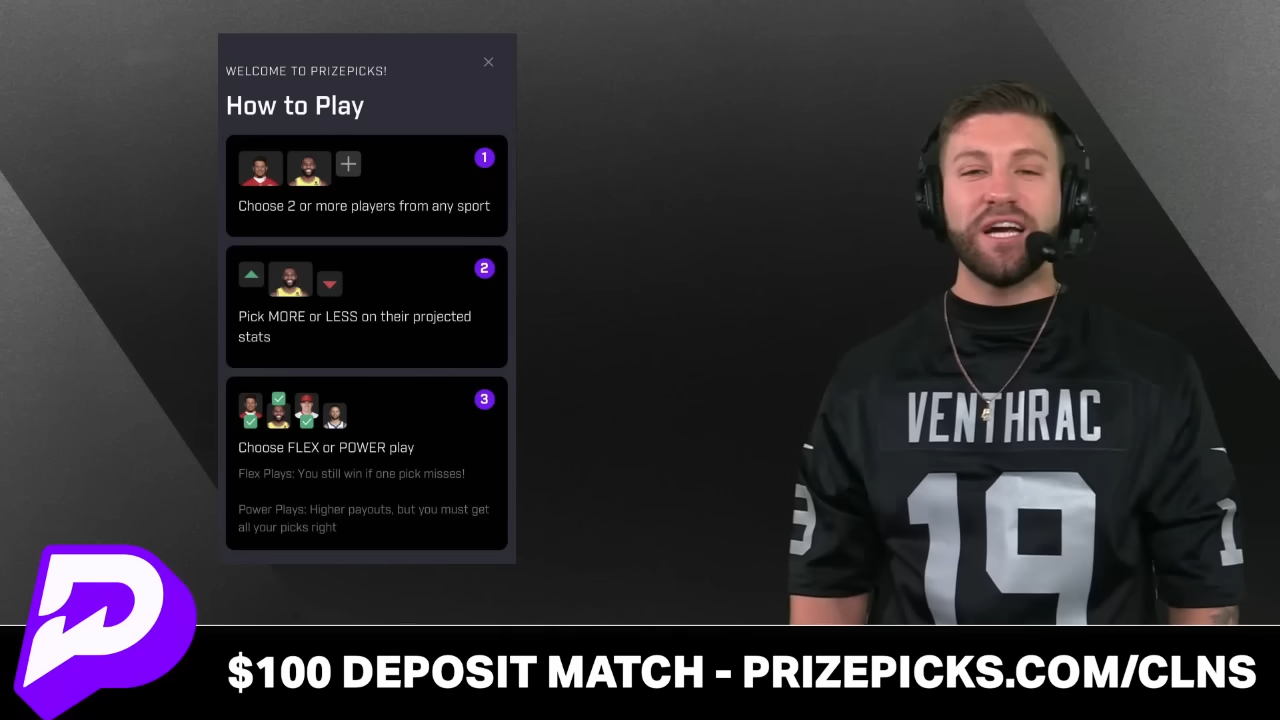 WELCOME TO PRIZEPICKS!
How to Play
1
Choose 2 or more players from any sport
2
Pick MORE or LESS on their projected
stats
3
Choose FLEX or POWER play
Flex Plays: You still win if one pick misses!
Power Plays: Higher payouts, but you must get
all your picks right
VENTHRAC
19
$100 DEPOSIT MATCH - PRIZEPICKS.COM/CLNS